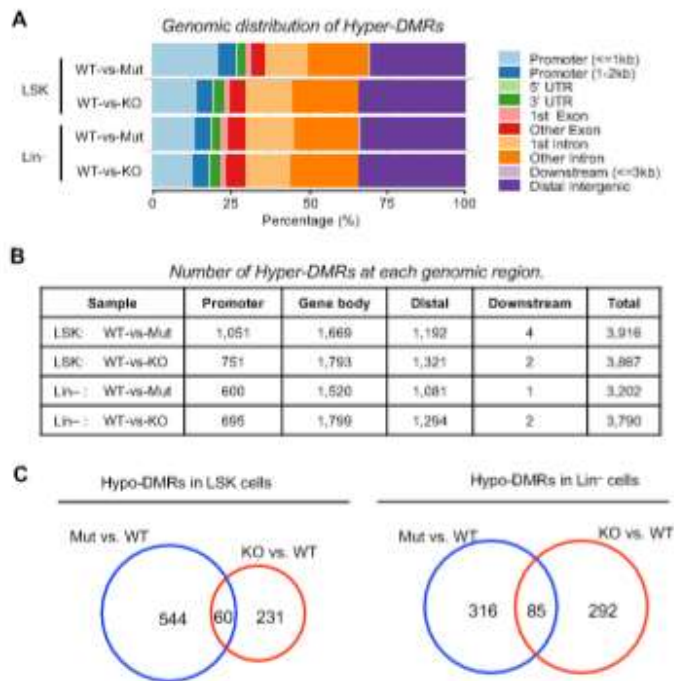 A
Genomic distribution of Hyper-DMRs
LSK
WT-vs-Mut
WT-vs-KO
Lin-
WT-vs-Mut
WT-vs-KO
0 25 50 75 100
Percentage (%)
Promoter (<=1kb)
Promoter (1-2kb)
5' UTR
3' UTR
1st Exon
Other Exon
1st Intron
Other Intron
Downstream (<=3kb)
Distal Intergenic
B
Number of Hyper-DMRs at each genomic region.
Sample Promoter Gene body Distal Downstream Total
LSK: WT-vs-Mut 1,051 1,669 1,192 4 3,916
LSK: WT-vs-KO 751 1,793 1,321 2 3,867
Lin-: WT-vs-Mut 600 1,520 1,081 1 3,202
Lin-: WT-vs-KO 695 1,799 1,294 2 3,790
C
Hypo-DMRs in LSK cells
Mut vs. WT
KO vs. WT
544 60 231
Hypo-DMRs in Lin- cells
Mut vs. WT
KO vs. WT
316 85 292